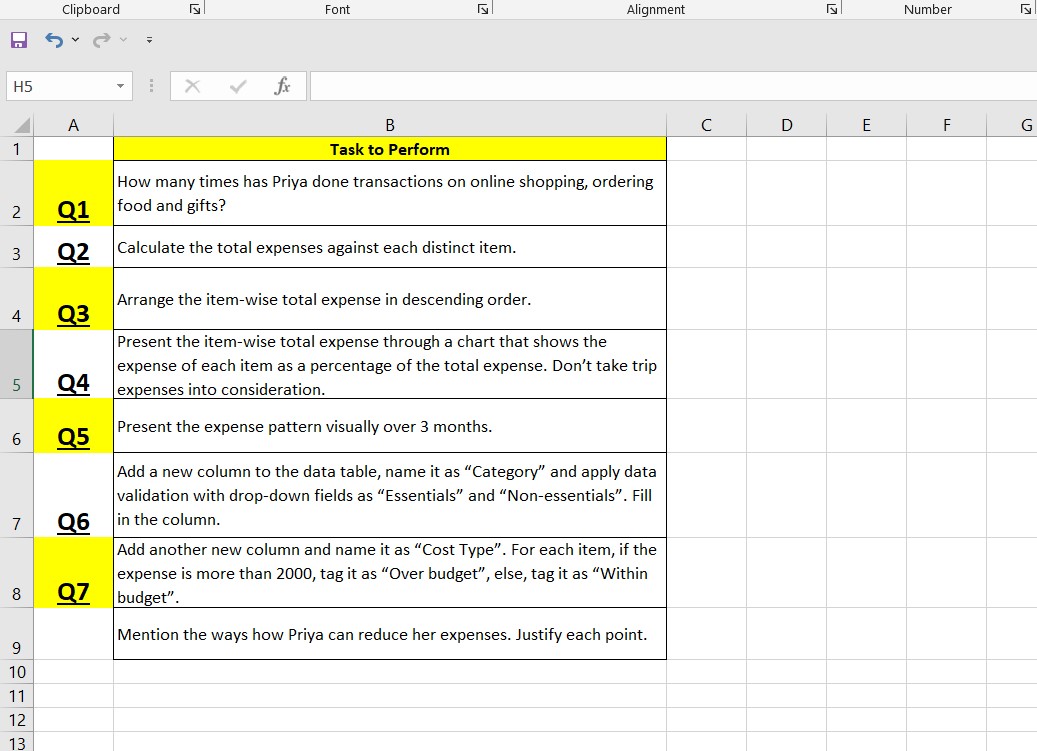 Clipboard Font Alignment Number
H5 fx
A B C D E F G
1 Task to Perform
How many times has Priya done transactions on online shopping, ordering
2 Q1 food and gifts?
3 Q2 Calculate the total expenses against each distinct item.
4 Q3 Arrange the item-wise total expense in descending order.
Present the item-wise total expense through a chart that shows the
expense of each item as a percentage of the total expense. Don’t take trip
5 Q4 expenses into consideration.
6 Q5 Present the expense pattern visually over 3 months.
Add a new column to the data table, name it as “Category” and apply data
validation with drop-down fields as “Essentials” and “Non-essentials”. Fill
7 Q6 in the column.
Add another new column and name it as “Cost Type”. For each item, if the
expense is more than 2000, tag it as “Over budget”, else, tag it as “Within
8 Q7 budget”.
9 Mention the ways how Priya can reduce her expenses. Justify each point.
10
11
12
13